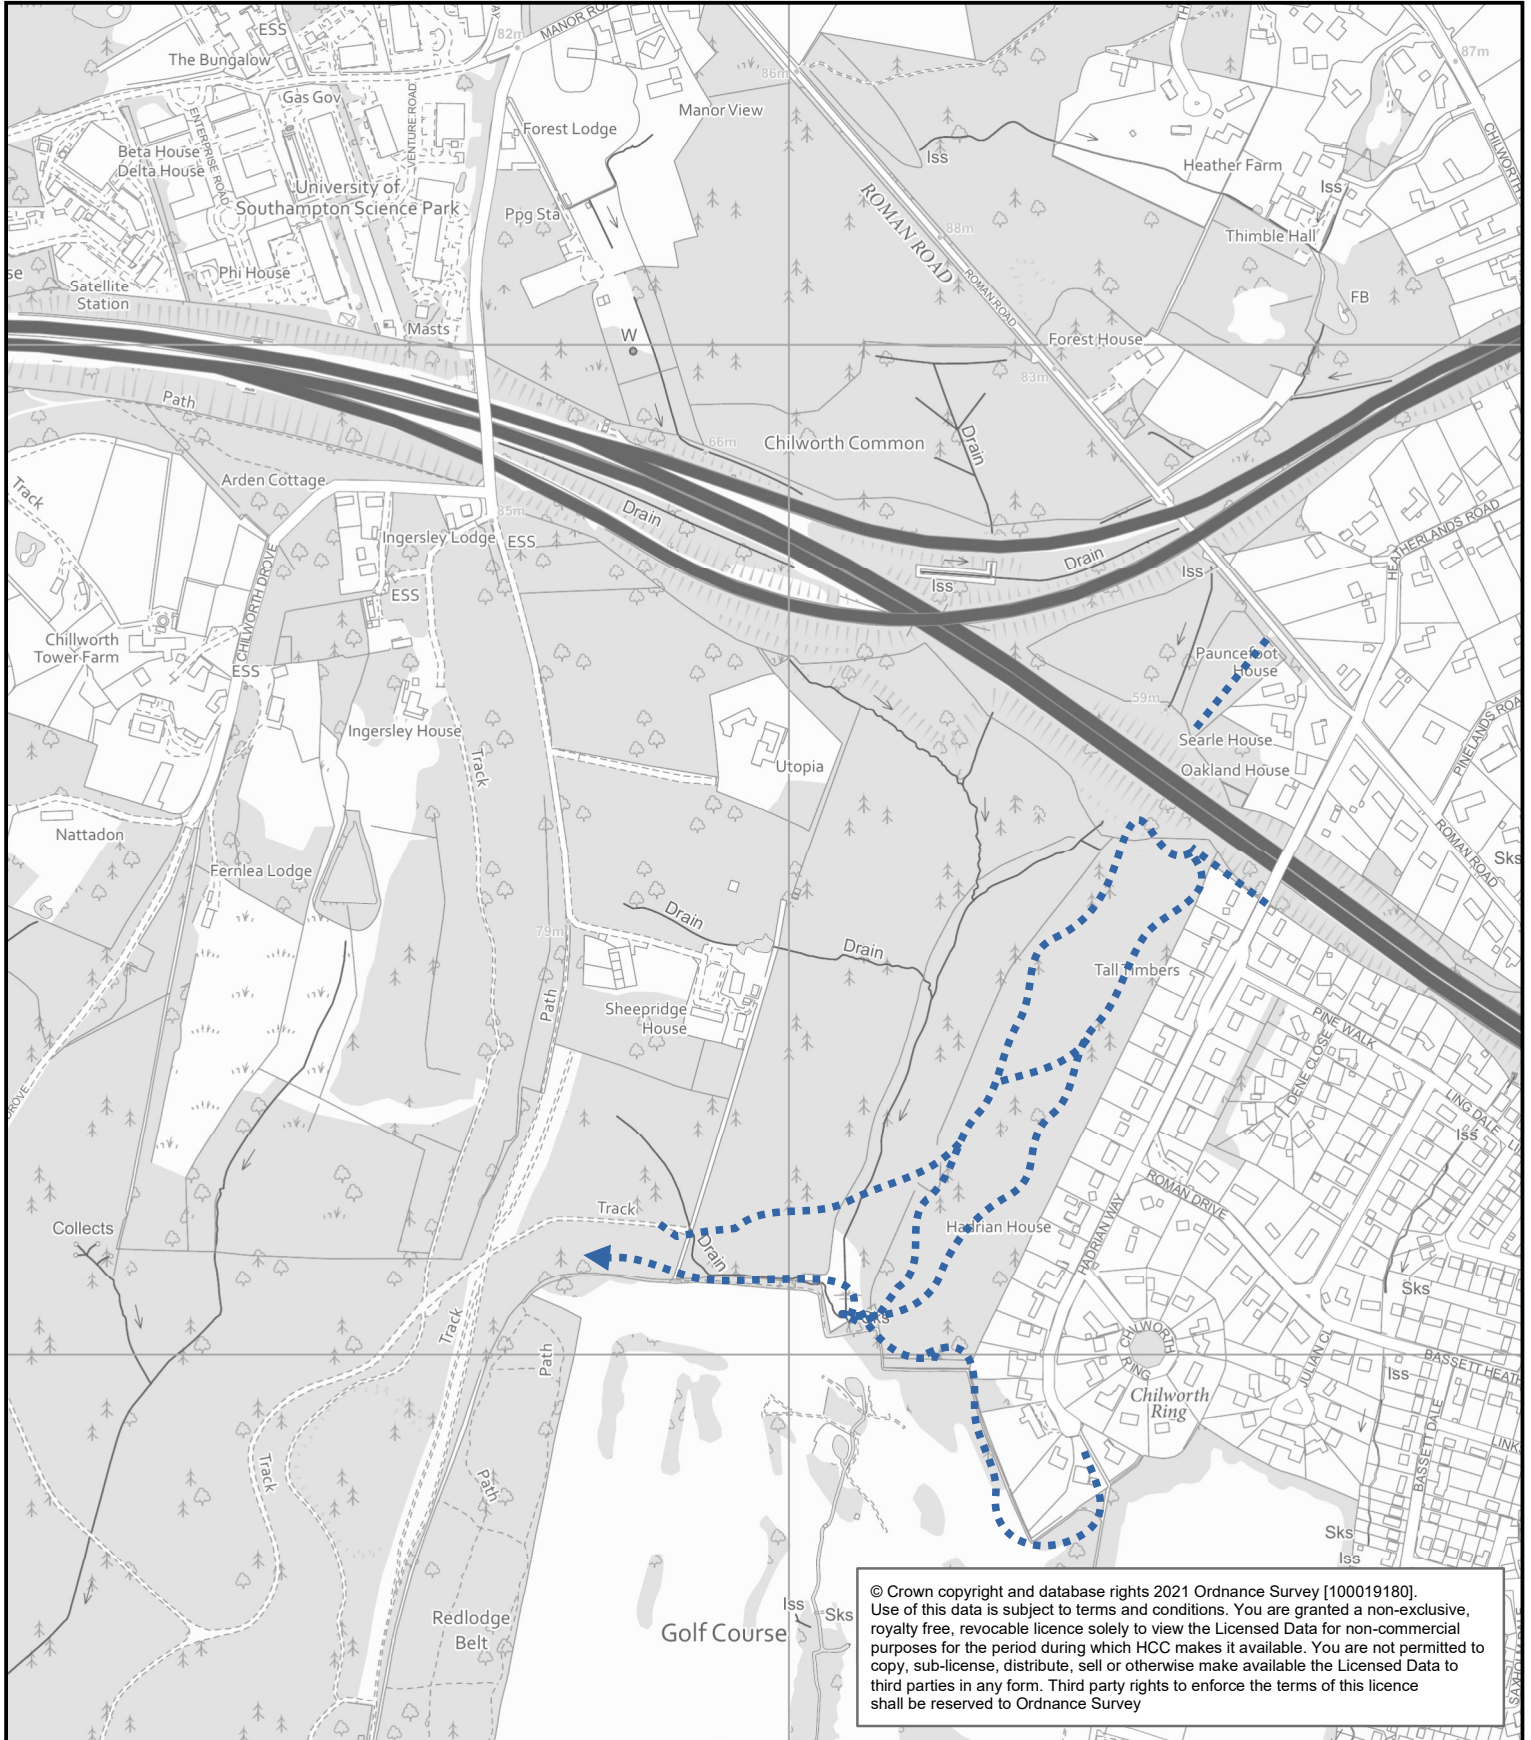 ESS
82m
MANOR RO
87m
The Bungalow
86m
Gas Gov
Manor View
VENTURE ROAD
ENTERPRISE ROAD
Forest Lodge
CHILWORTH
Beta House
Delta House
Iss
Heather Farm
University of
Southampton Science Park
Iss
ROMAN ROAD
Ppg Sta
88m
Thimble Hall
Phi House
se
Satellite
Station
ROMAN ROAD
FB
Masts
W
Forest House
83m
Path
66m
Chilworth Common
Drain
Arden Cottage
Track
85m
Drain
HEATHERLANDS ROAD
Ingersley Lodge
ESS
Drain
CHILWORTH DROVE
Iss
Iss
ESS
Chillworth
Tower Farm
Pauncefoot
House
ESS
59m
PINELANDS ROA
Ingersley House
Searle House
Track
Utopia
Oakland House
Nattadon
ROMAN ROAD
Sks
Fernlea Lodge
Drain
79m
Drain
Tall Timbers
Path
Sheepridge
House
PINE WALK
DENE CLOSE
LING DALE
DROVE
Iss
LI
ROMAN DRIVE
Track
Collects
Hadrian House
HADRIAN WAY
Drain
Sks
Sks
Track
CHILWORTH
RING
JULIAN CL
BASSETT HEATH
Path
Iss
Chilworth
Ring
BASSETT DALE
LINK
Track
Path
Sks
Iss
Redlodge
Belt
Iss
Sks
Golf Course
SAXHOLM DALE
© Crown copyright and database rights 2021 Ordnance Survey [100019180].
Use of this data is subject to terms and conditions. You are granted a non-exclusive,
royalty free, revocable licence solely to view the Licensed Data for non-commercial
purposes for the period during which HCC makes it available. You are not permitted to
copy, sub-license, distribute, sell or otherwise make available the Licensed Data to
third parties in any form. Third party rights to enforce the terms of this licence
shall be reserved to Ordnance Survey